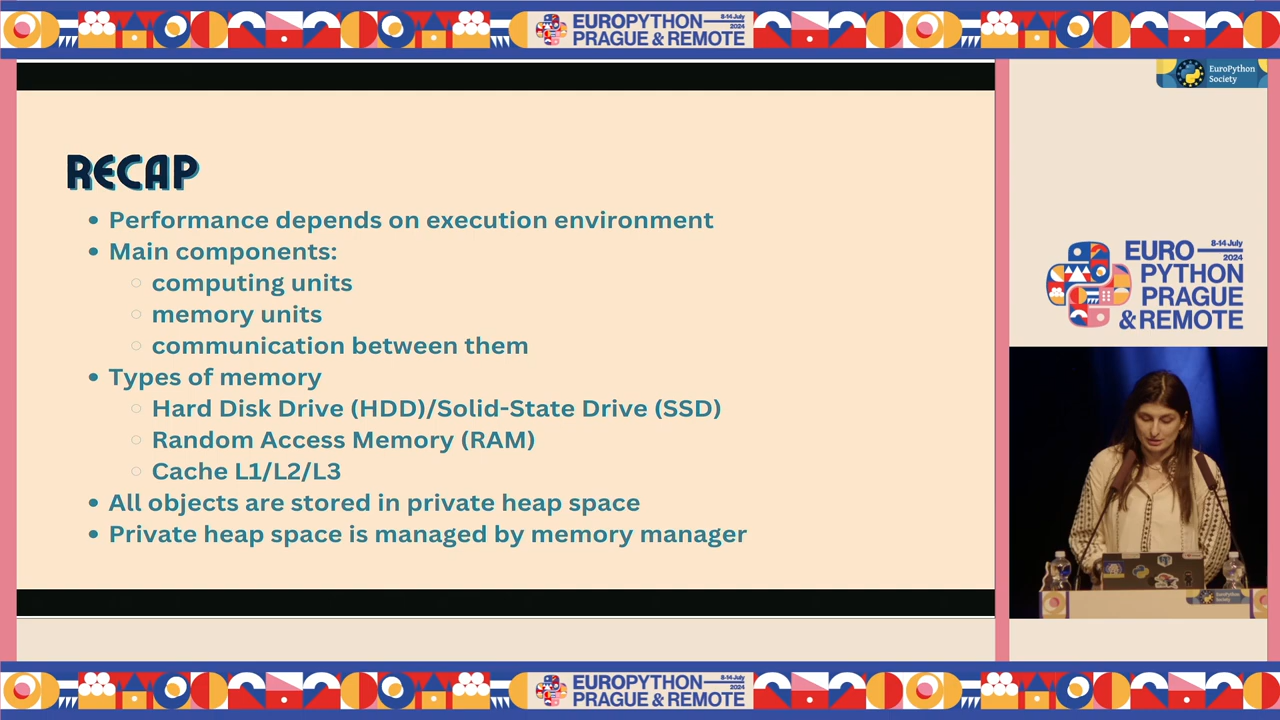 EUROPYTHON
8-14 July
2024
PRAGUE & REMOTE
EuroPython
Society
RECAP
Performance depends on execution environment
Main components:
computing units
memory units
communication between them
Types of memory
Hard Disk Drive (HDD)/Solid-State Drive (SSD)
Random Access Memory (RAM)
Cache L1/L2/L3
All objects are stored in private heap space
Private heap space is managed by memory manager
EURO
8-14 July
2024
PYTHON
PRAGUE
& REMOTE
EuroPython
Society
EUROPYTHON
8-14 July
2024
PRAGUE & REMOTE